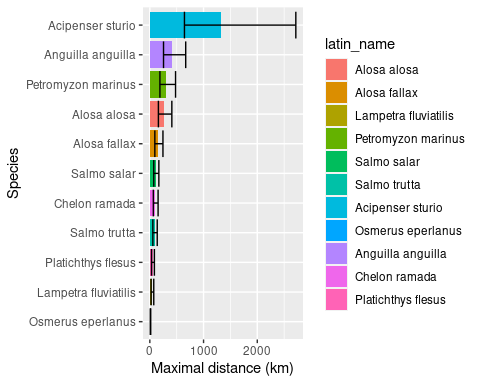 Species
Acipenser sturio
Anguilla anguilla
Petromyzon marinus
Alosa alosa
Alosa fallax
Salmo salar
Chelon ramada
Salmo trutta
Platichthys flesus
Lampetra fluviatilis
Osmerus eperlanus
0 1000 2000
Maximal distance (km)
latin_name
Alosa alosa
Alosa fallax
Lampetra fluviatilis
Petromyzon marinus
Salmo salar
Salmo trutta
Acipenser sturio
Osmerus eperlanus
Anguilla anguilla
Chelon ramada
Platichthys flesus